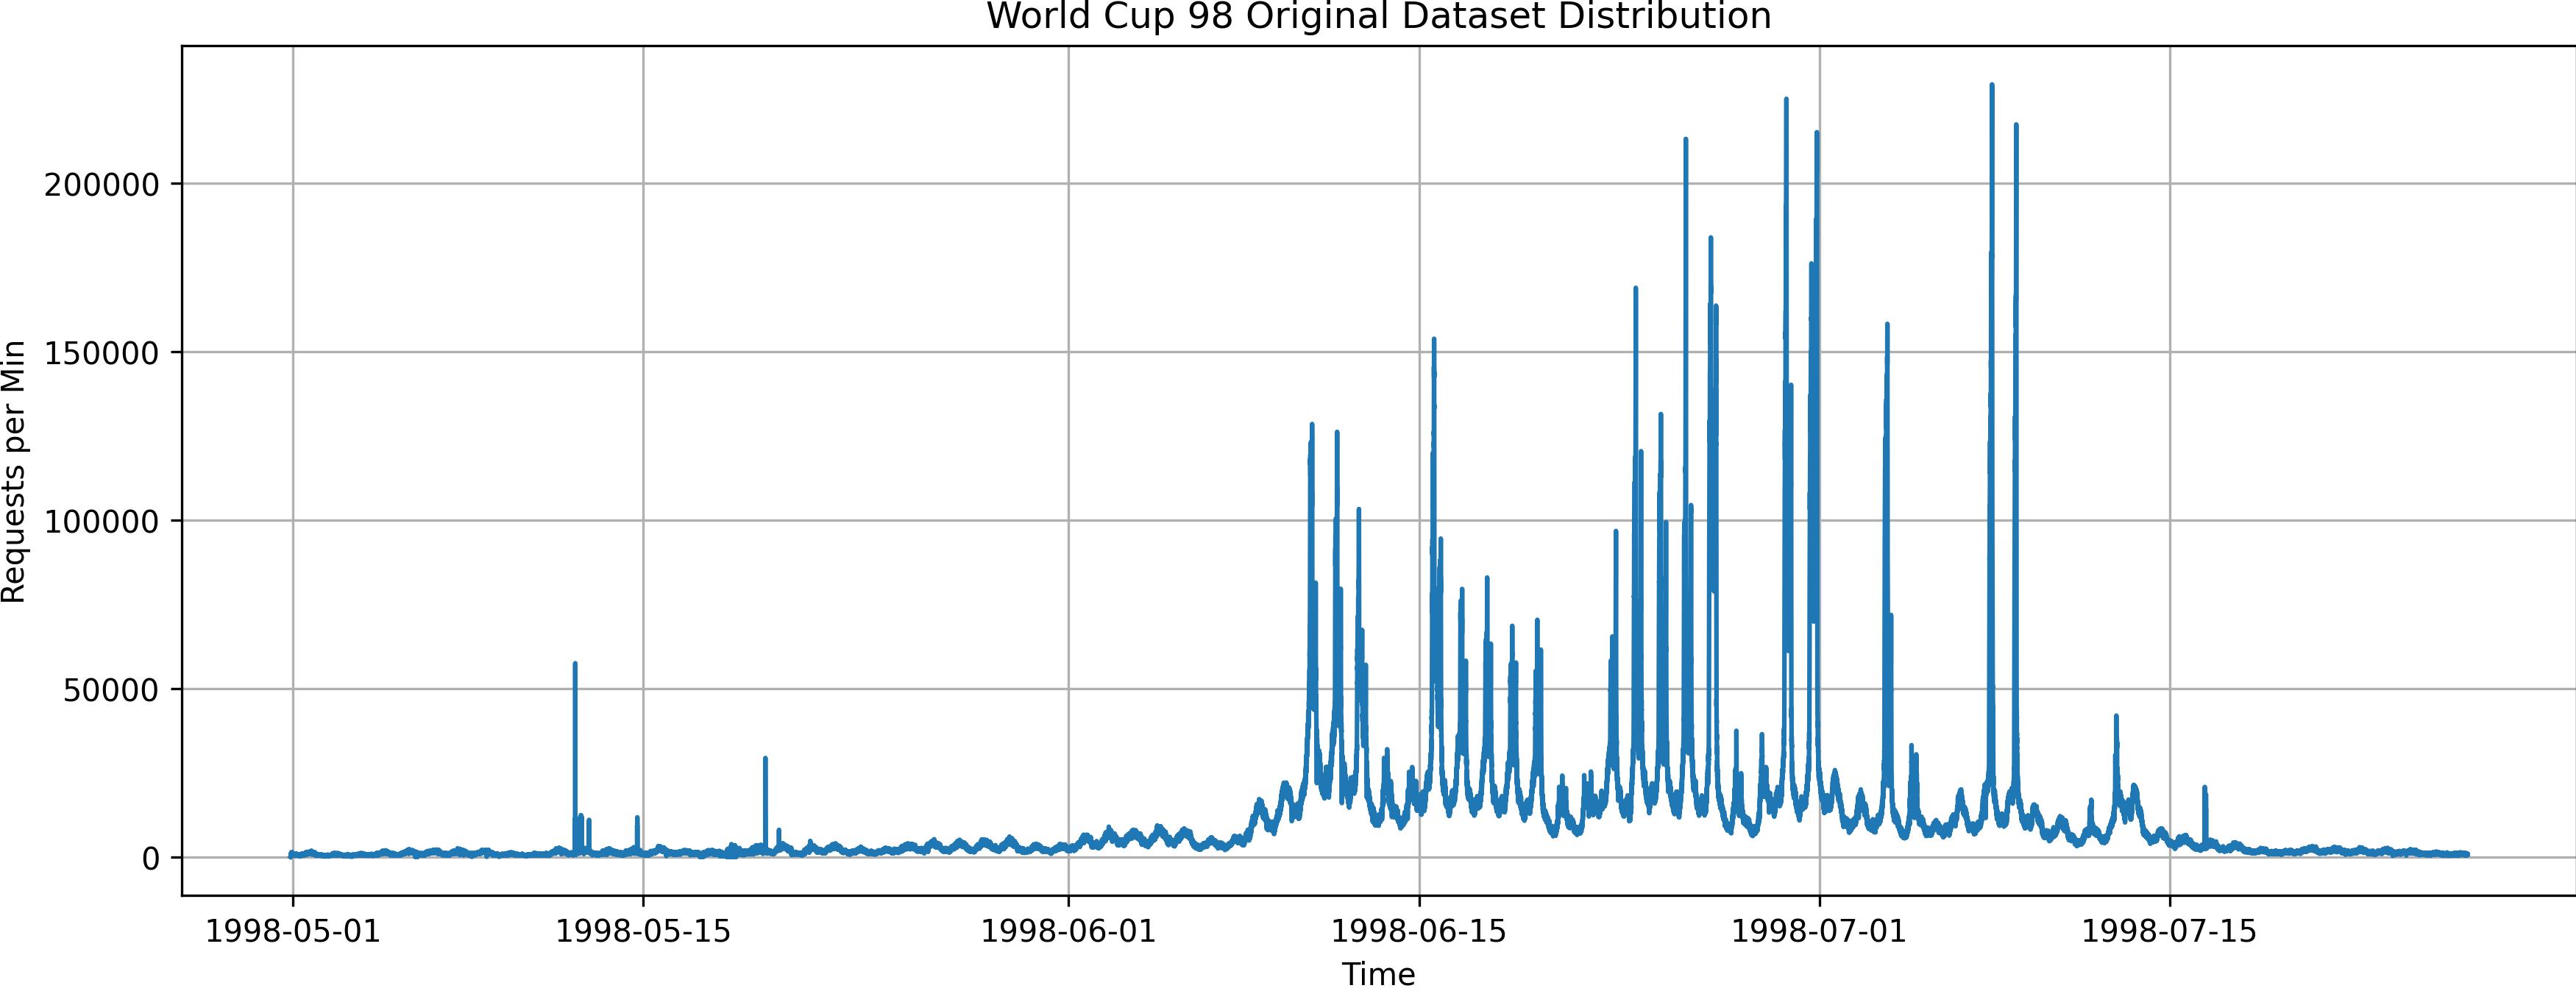 World Cup 98 Original Dataset Distribution
Requests per Min
200000
150000
100000
50000
0
1998-05-01 1998-05-15 1998-06-01 1998-06-15 1998-07-01 1998-07-15
Time